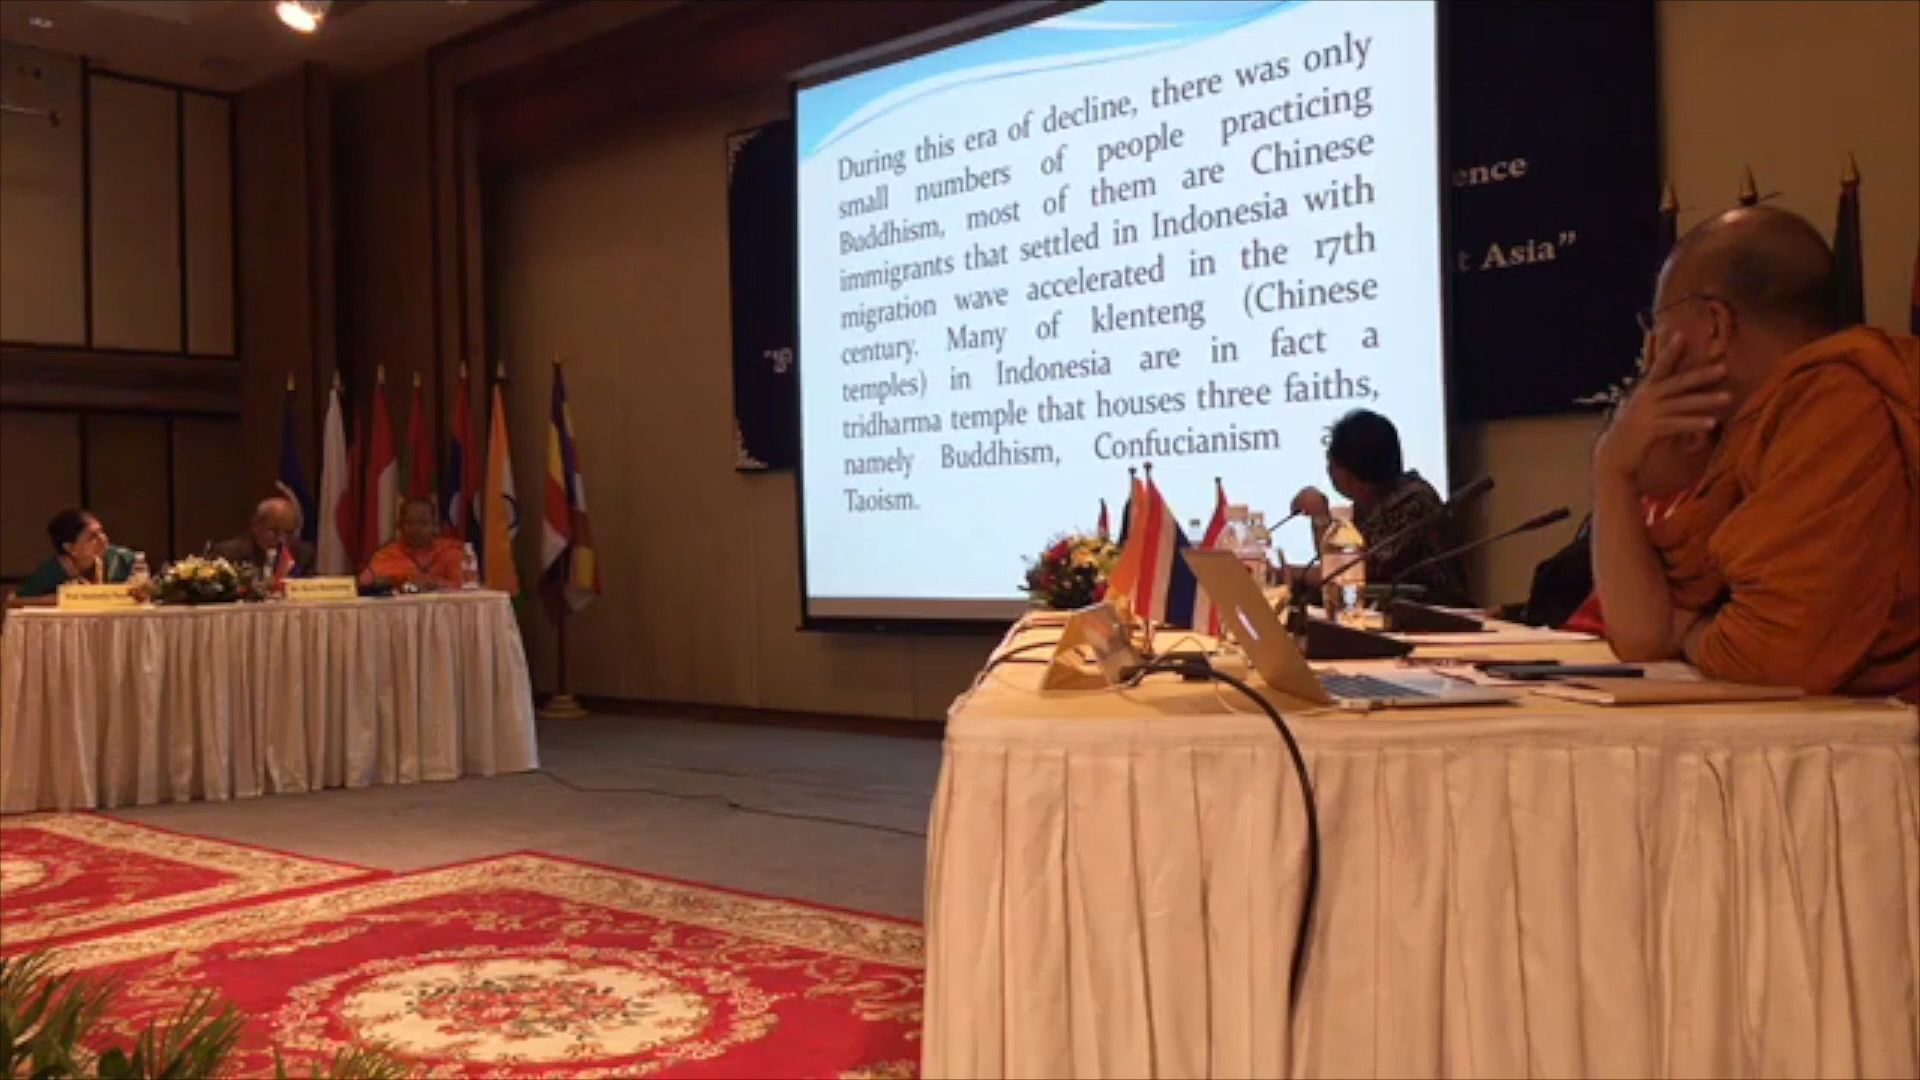 During this era of decline, there was only
small numbers of people practicing
Buddhism, most of them are Chinese
immigrants that settled in Indonesia with
migration wave accelerated in the 17th
century. Many of klenteng (Chinese
temples) in Indonesia are in fact a
tridharma temple that houses three faiths,
namely Buddhism, Confucianism
Taoism.
ence
t Asia”